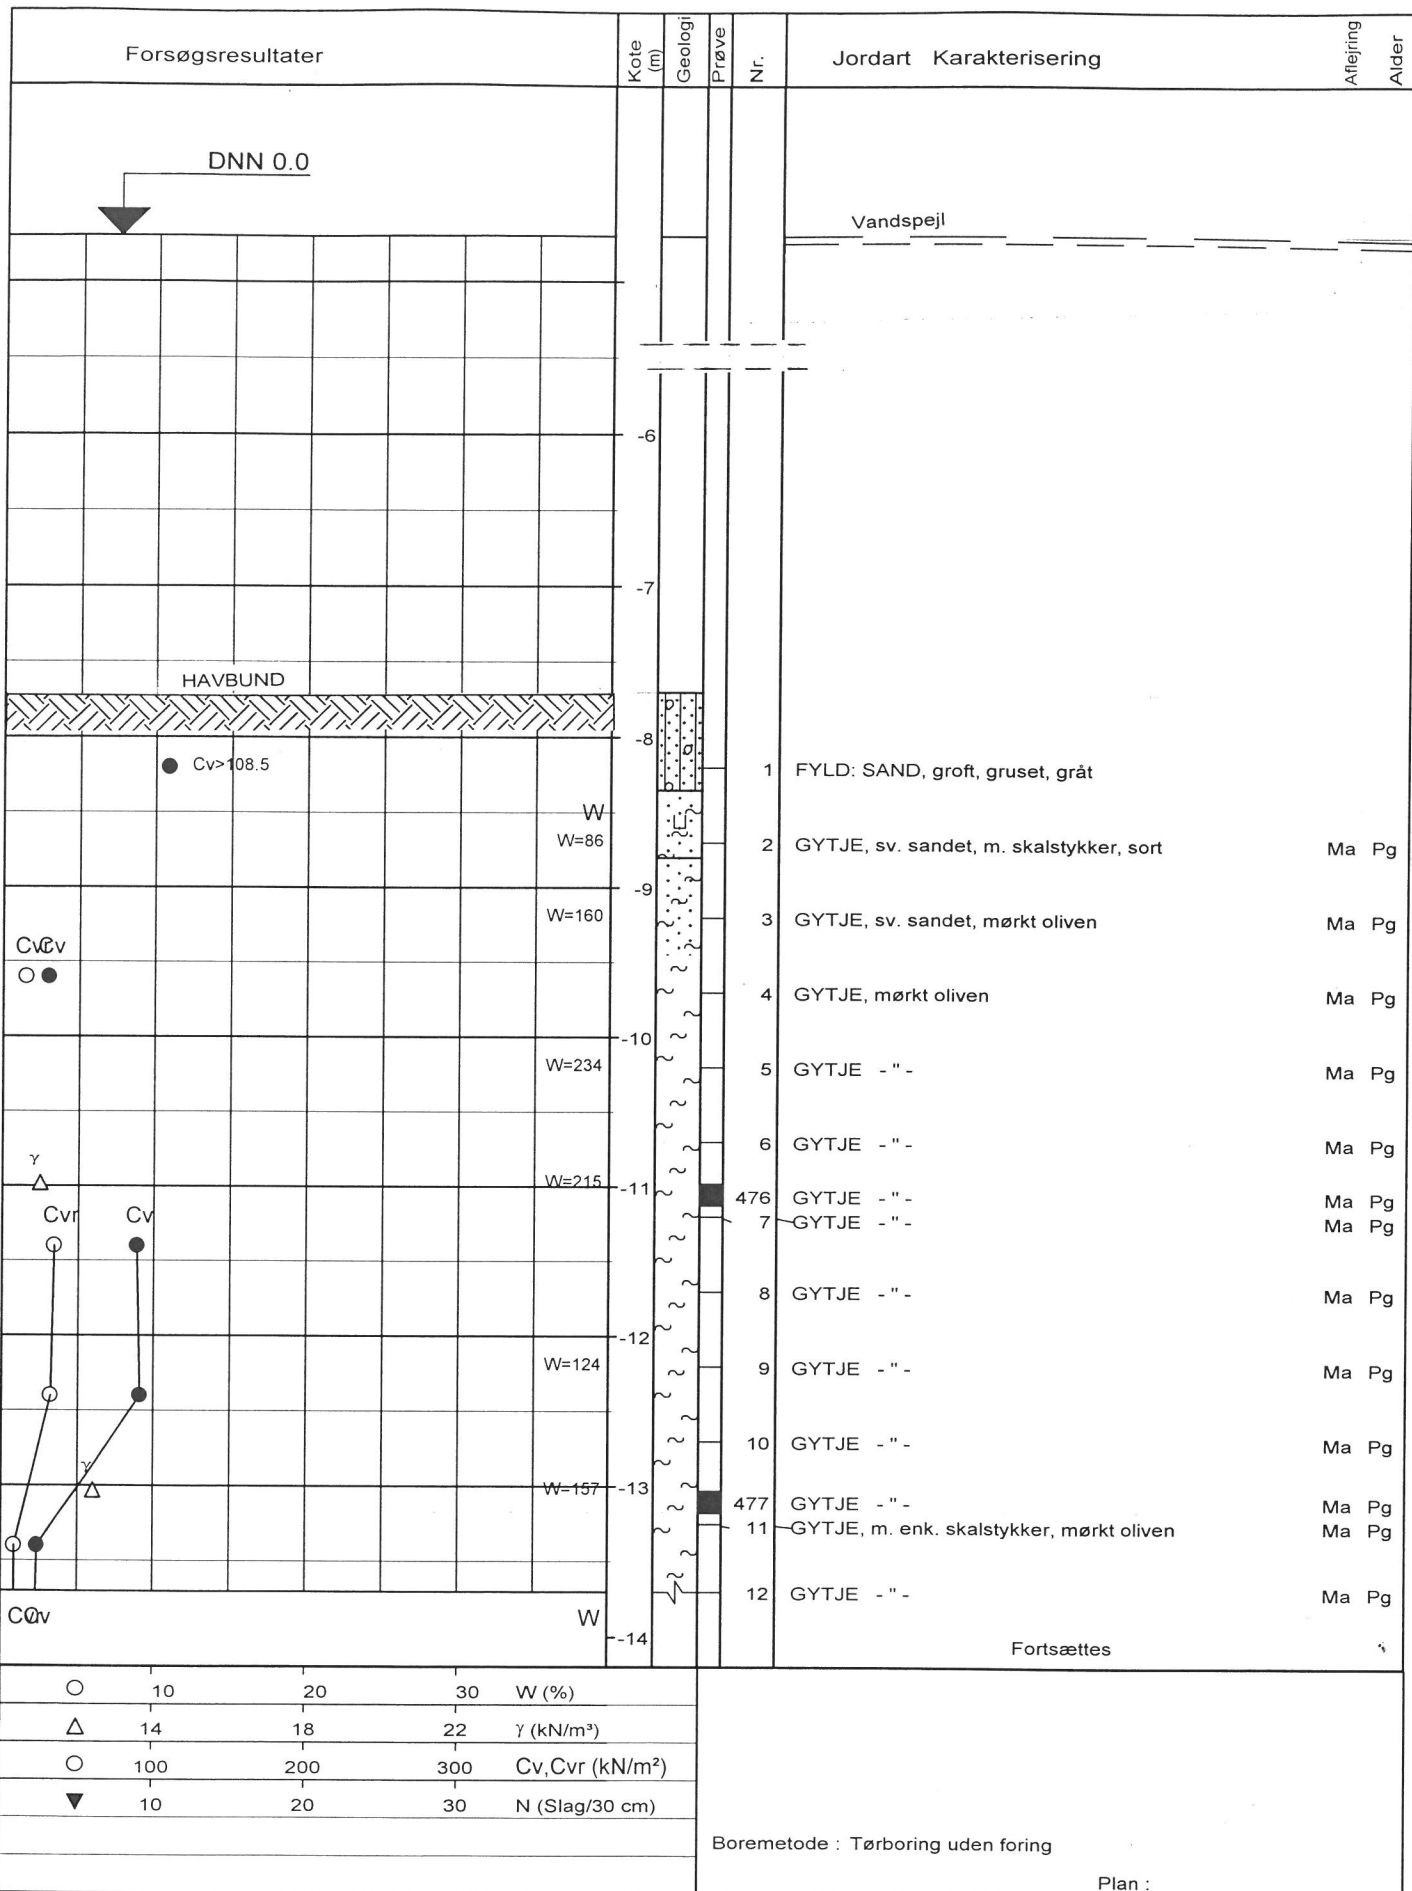 Forsøgsresultater Kote (m) Geologi Prøve Nr. Jordart Karakterisering Aflejring Alder
DNN 0.0
Vandspejl
-6
-7
HAVBUND
-8
Cv>108.5
1 FYLD: SAND, groft, gruset, gråt
W
W=86 2 GYTJE, sv. sandet, m. skalstykker, sort Ma Pg
-9
W=160 3 GYTJE, sv. sandet, mørkt oliven Ma Pg
Cvr Cv
4 GYTJE, mørkt oliven Ma Pg
-10
W=234 5 GYTJE - " - Ma Pg
6 GYTJE - " - Ma Pg
γ
W=215 -11
476 GYTJE - " - Ma Pg
Cvr Cv 7 GYTJE - " - Ma Pg
8 GYTJE - " - Ma Pg
-12
W=124 9 GYTJE - " - Ma Pg
10 GYTJE - " - Ma Pg
γ
W=157 -13
477 GYTJE - " - Ma Pg
11 GYTJE, m. enk. skalstykker, mørkt oliven Ma Pg
12 GYTJE - " - Ma Pg
Cvr Cv W
-14
Fortsættes
10 20 30 W (%)
14 18 22 γ (kN/m³)
100 200 300 Cv,Cvr (kN/m²)
10 20 30 N (Slag/30 cm)
Boremetode : Tørboring uden foring
Plan :